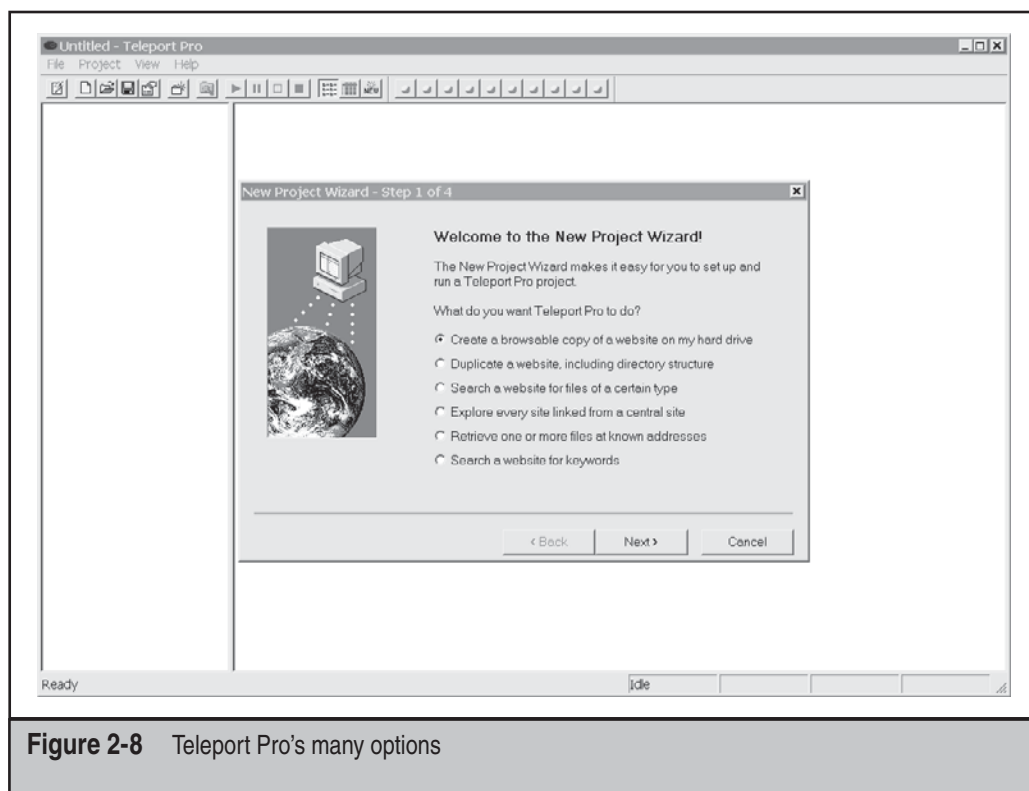 Untitled - Teleport Pro
File Project View Help
New Project Wizard - Step 1 of 4
Welcome to the New Project Wizard!
The New Project Wizard makes it easy for you to set up and
run a Teleport Pro project.
What do you want Teleport Pro to do?
Create a browsable copy of a website on my hard drive
Duplicate a website, including directory structure
Search a website for files of a certain type
Explore every site linked from a central site
Retrieve one or more files at known addresses
Search a website for keywords
< Back Next > Cancel
Ready Idle
Figure 2-8 Teleport Pro's many options